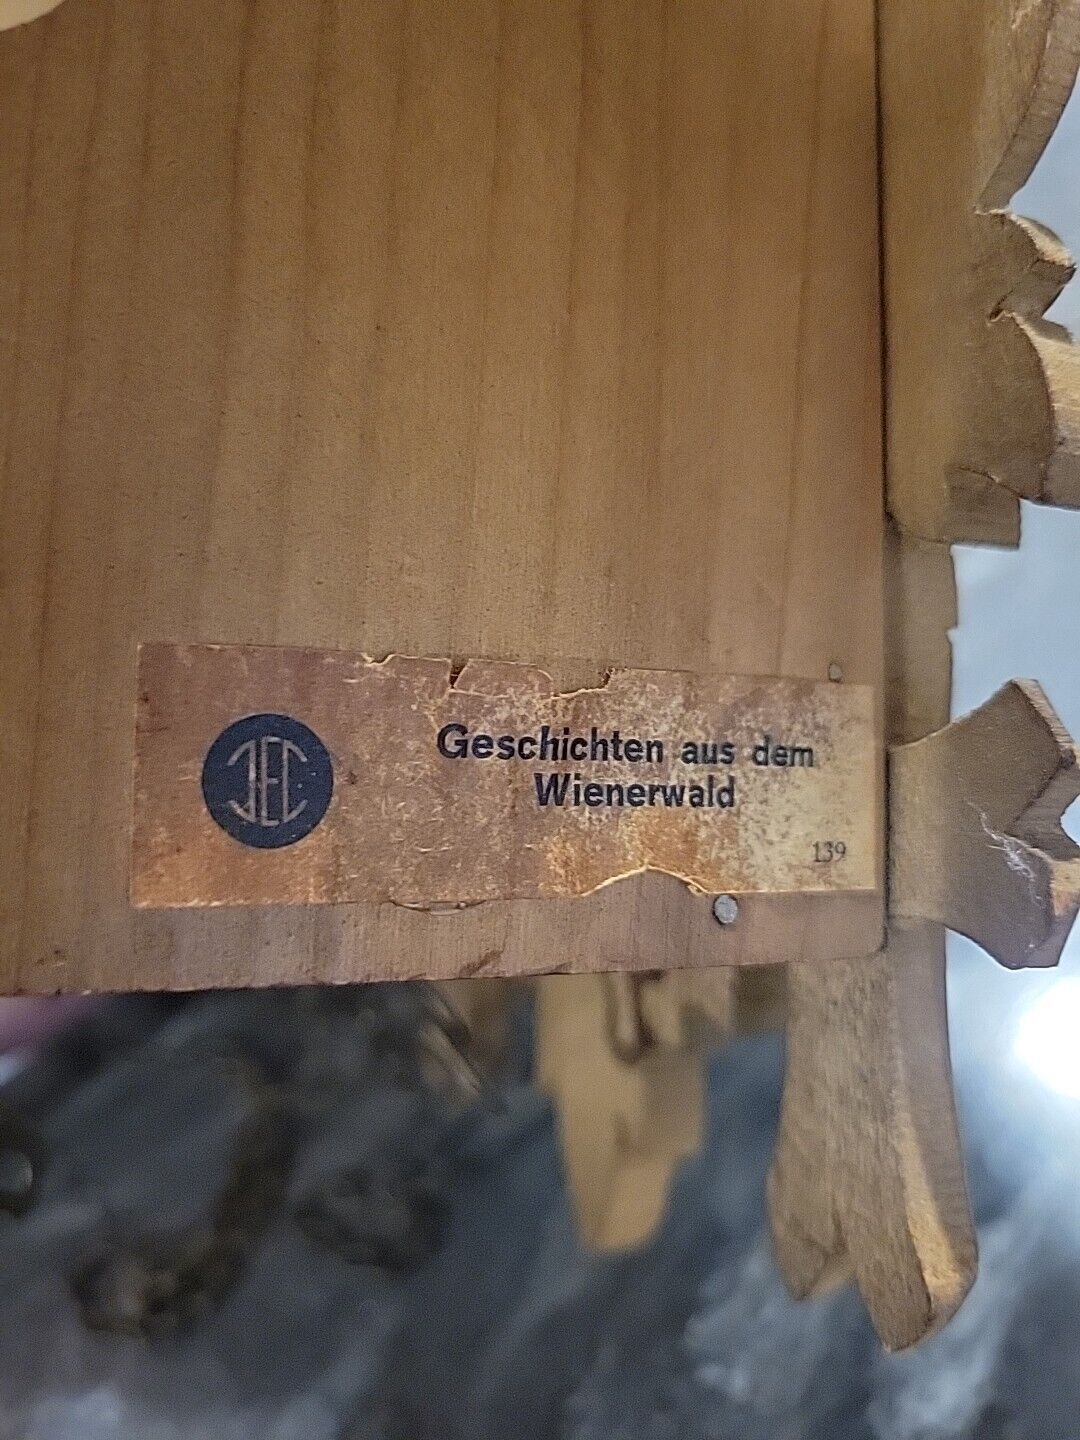 JEC
Geschichten aus dem
Wienerwald
139